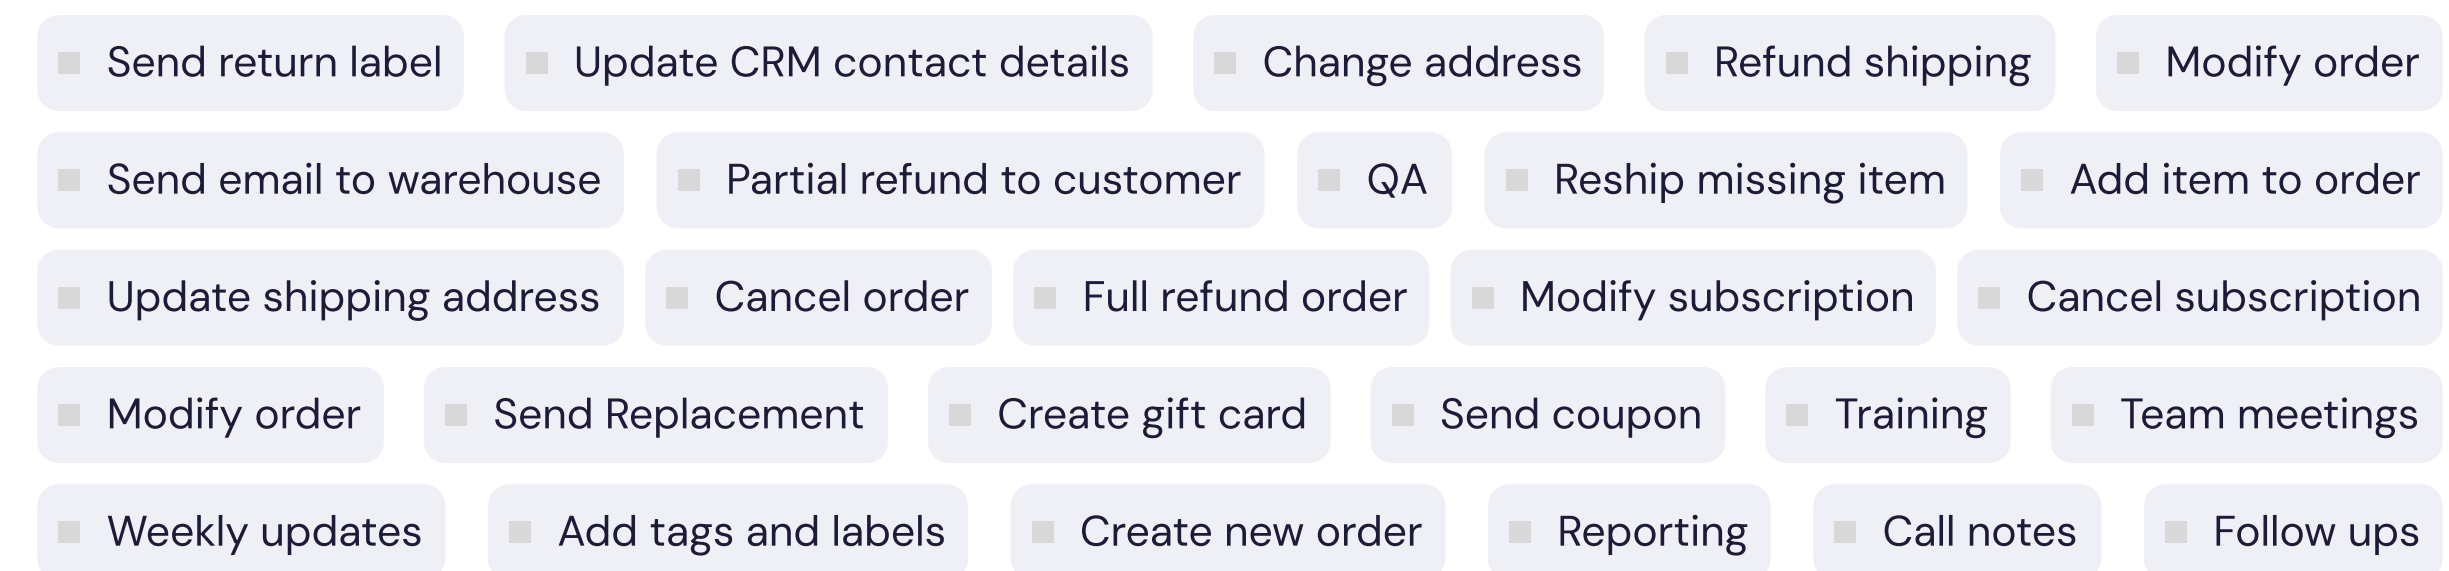 Send return label Update CRM contact details Change address Refund shipping Modify order
Send email to warehouse Partial refund to customer QA Reship missing item Add item to order
Update shipping address Cancel order Full refund order Modify subscription Cancel subscription
Modify order Send Replacement Create gift card Send coupon Training Team meetings
Weekly updates Add tags and labels Create new order Reporting Call notes Follow ups